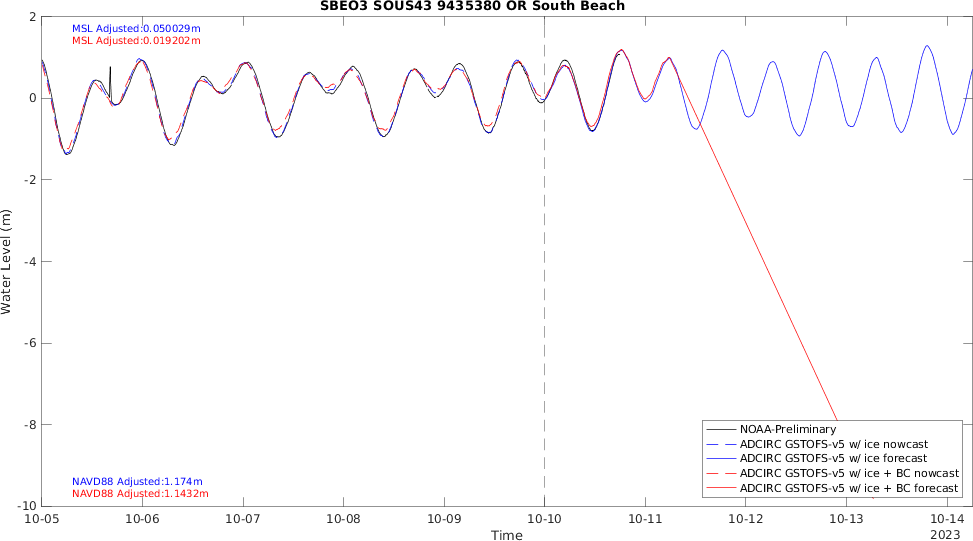 SBEO3 SOUS43 9435380 OR South Beach
MSL Adjusted:0.050029m
MSL Adjusted:0.019202m
2
0
-2
-4
-6
-8
-10
Water Level (m)
NOAA-Preliminary
ADCIRC GSTOFS-v5 w/ ice nowcast
ADCIRC GSTOFS-v5 w/ ice forecast
ADCIRC GSTOFS-v5 w/ ice + BC nowcast
ADCIRC GSTOFS-v5 w/ ice + BC forecast
NAVD88 Adjusted:1.174m
NAVD88 Adjusted:1.1432m
10-05 10-06 10-07 10-08 10-09 10-10 10-11 10-12 10-13 10-14
2023
Time